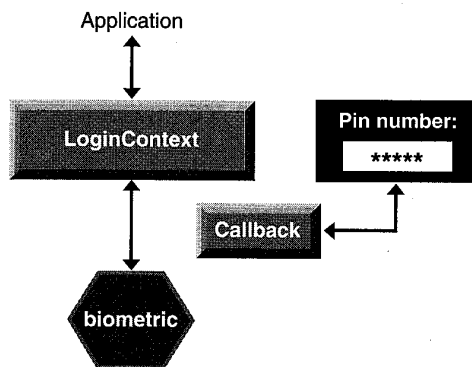 Application
LoginContext
Pin number:
*****
Callback
biometric